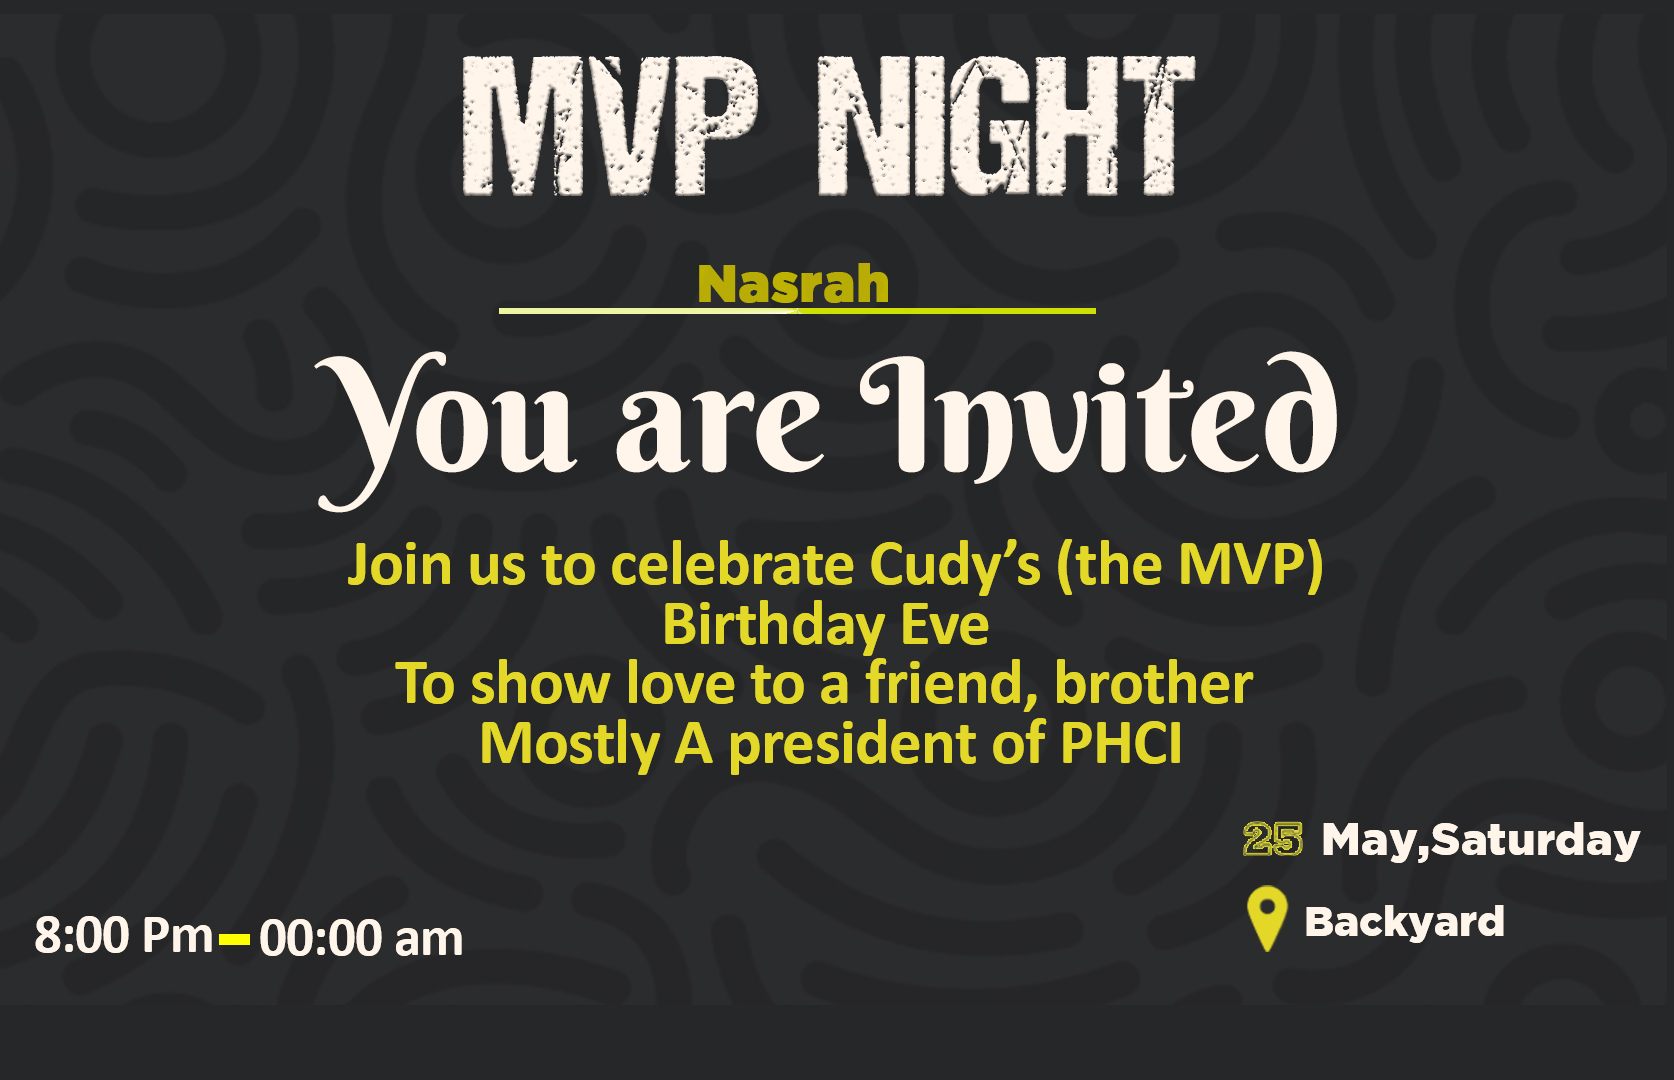 MVP NIGHT
Nasrah
You are Invited
Join us to celebrate Cudy’s (the MVP)
Birthday Eve
To show love to a friend, brother
Mostly A president of PHCI
25 May,Saturday
Backyard
8:00 Pm-00:00 am